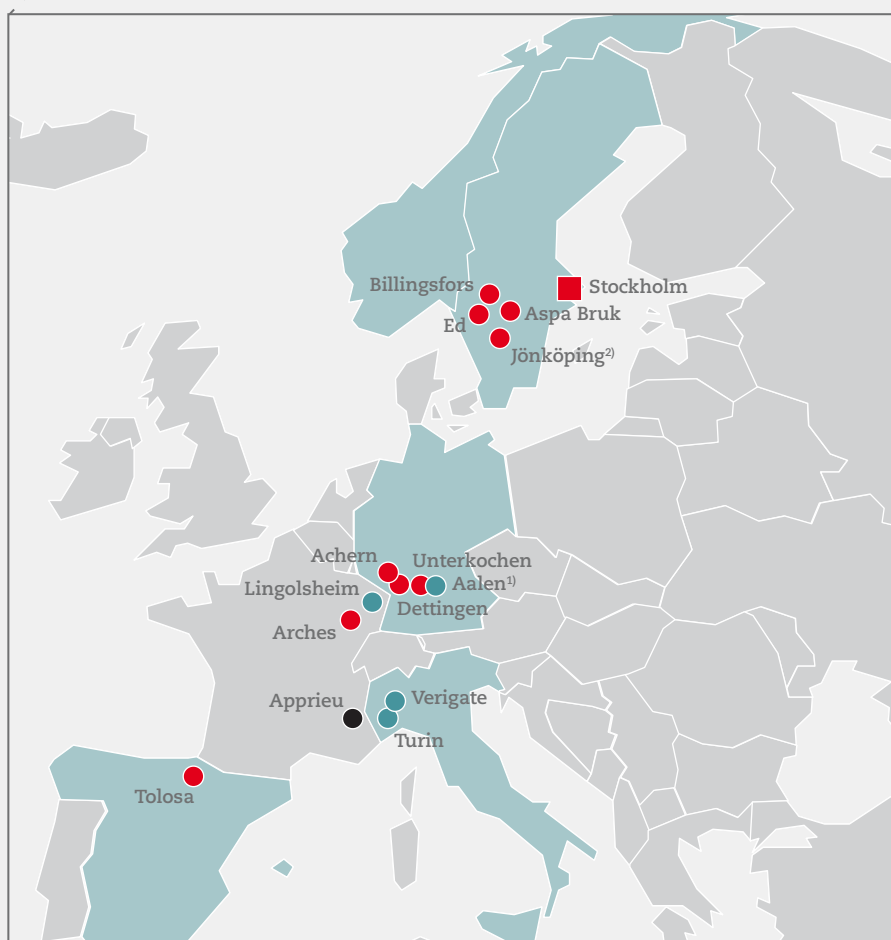 Billingsfors
Stockholm
Ed
Aspa Bruk
Jönköping²⁾
Achern
Unterkochen
Lingolsheim
Aalen¹⁾
Dettingen
Arches
Apprieu
Verigate
Turin
Tolosa